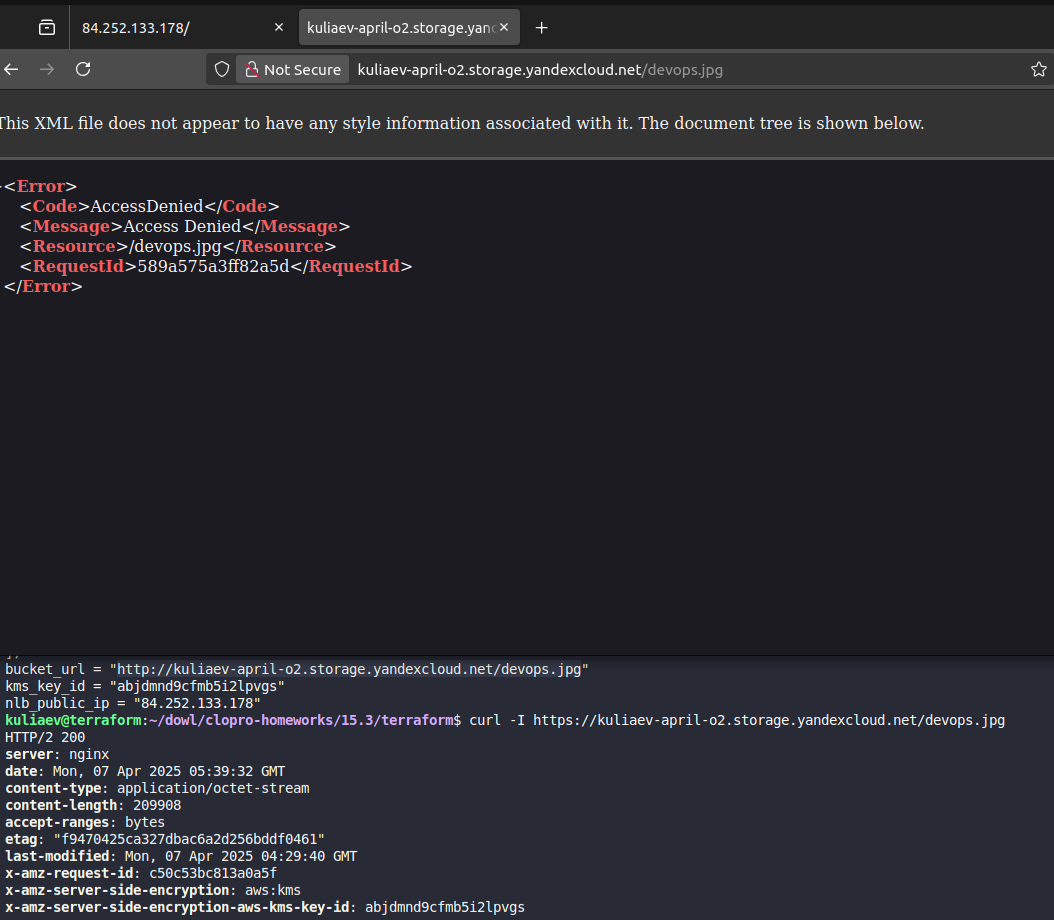 84.252.133.178/
kuliaev-april-o2.storage.yanc
Not Secure kuliaev-april-o2.storage.yandexcloud.net/devops.jpg
This XML file does not appear to have any style information associated with it. The document tree is shown below.
-<Error>
<Code>AccessDenied</Code>
<Message>Access Denied</Message>
<Resource>/devops.jpg</Resource>
<RequestId>589a575a3ff82a5d</RequestId>
</Error>
bucket_url = "http://kuliaev-april-o2.storage.yandexcloud.net/devops.jpg"
kms_key_id = "abjdmnd9cfmb5i2lpvgs"
nlb_public_ip = "84.252.133.178"
kuliaev@terraform:~/dowl/clopro-homeworks/15.3/terraform$ curl -I https://kuliaev-april-o2.storage.yandexcloud.net/devops.jpg
HTTP/2 200
server: nginx
date: Mon, 07 Apr 2025 05:39:32 GMT
content-type: application/octet-stream
content-length: 209908
accept-ranges: bytes
etag: "f9470425ca327dbac6a2d256bddf0461"
last-modified: Mon, 07 Apr 2025 04:29:40 GMT
x-amz-request-id: c50c53bc813a0a5f
x-amz-server-side-encryption: aws:kms
x-amz-server-side-encryption-aws-kms-key-id: abjdmnd9cfmb5i2lpvgs